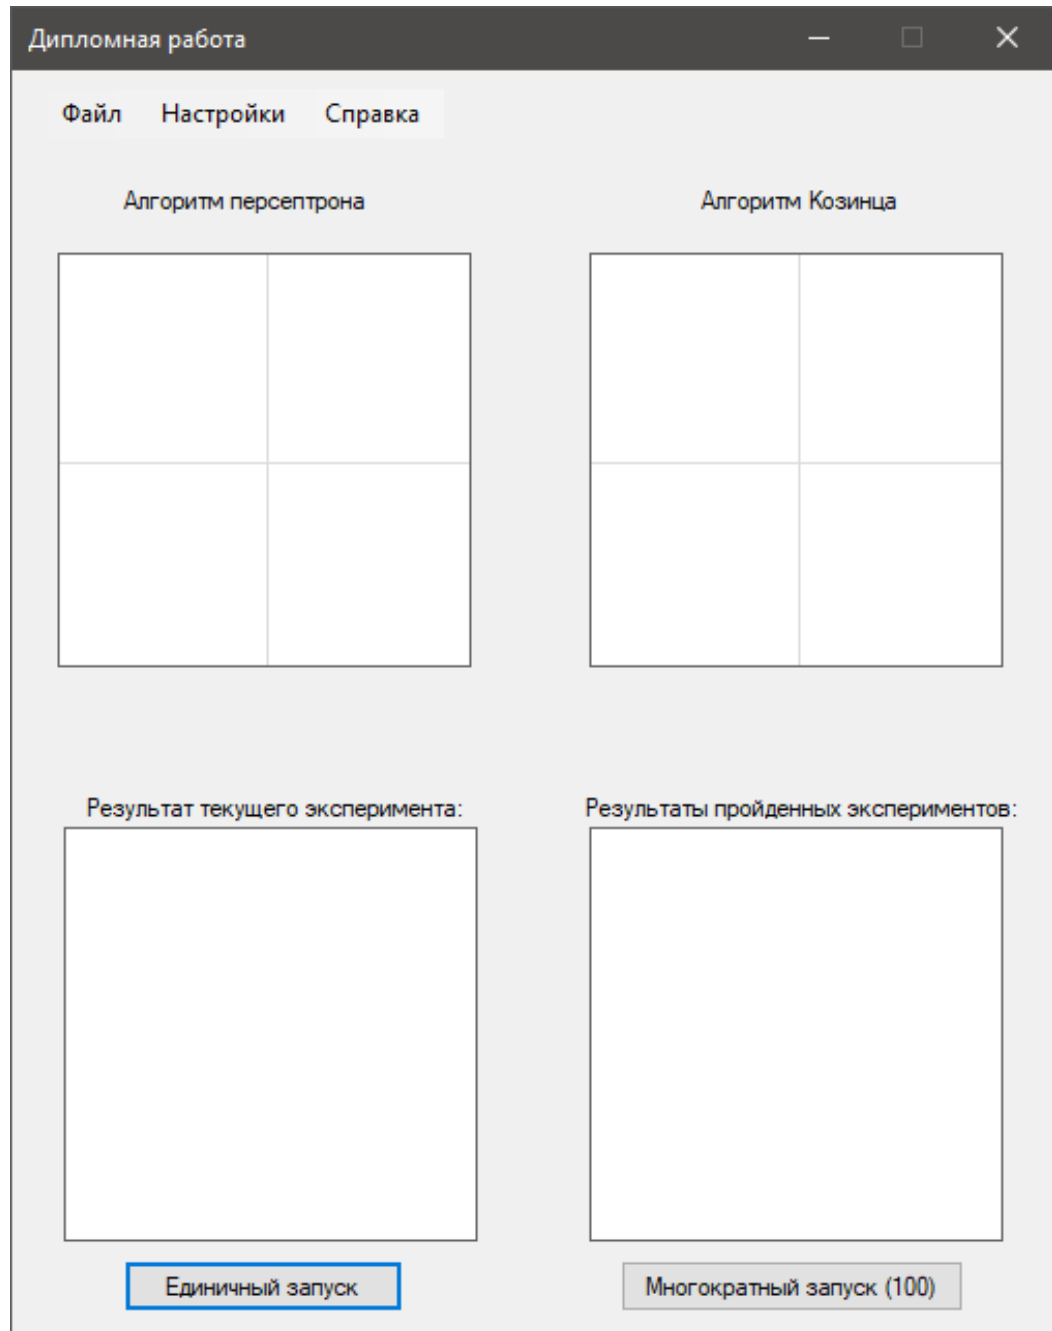 Дипломная работа
Файл Настройки Справка
Алгоритм персептрона
Алгоритм Козинца
Результат текущего эксперимента:
Результаты пройденных экспериментов:
Единичный запуск
Многократный запуск (100)